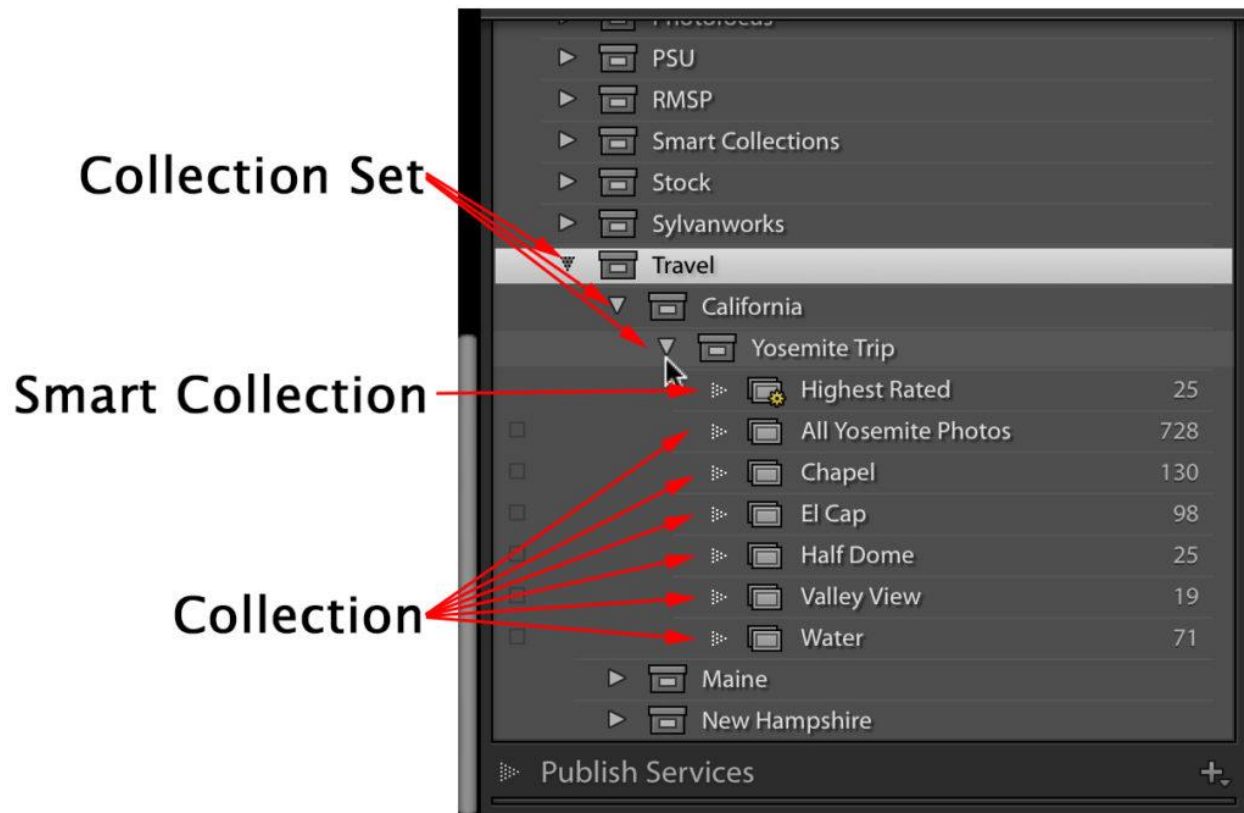 Photofocus
PSU
RMSP
Smart Collections
Collection Set
Stock
Sylvanworks
Travel
California
Yosemite Trip
Smart Collection
Highest Rated 25
All Yosemite Photos 728
Chapel 130
El Cap 98
Half Dome 25
Collection
Valley View 19
Water 71
Maine
New Hampshire
Publish Services